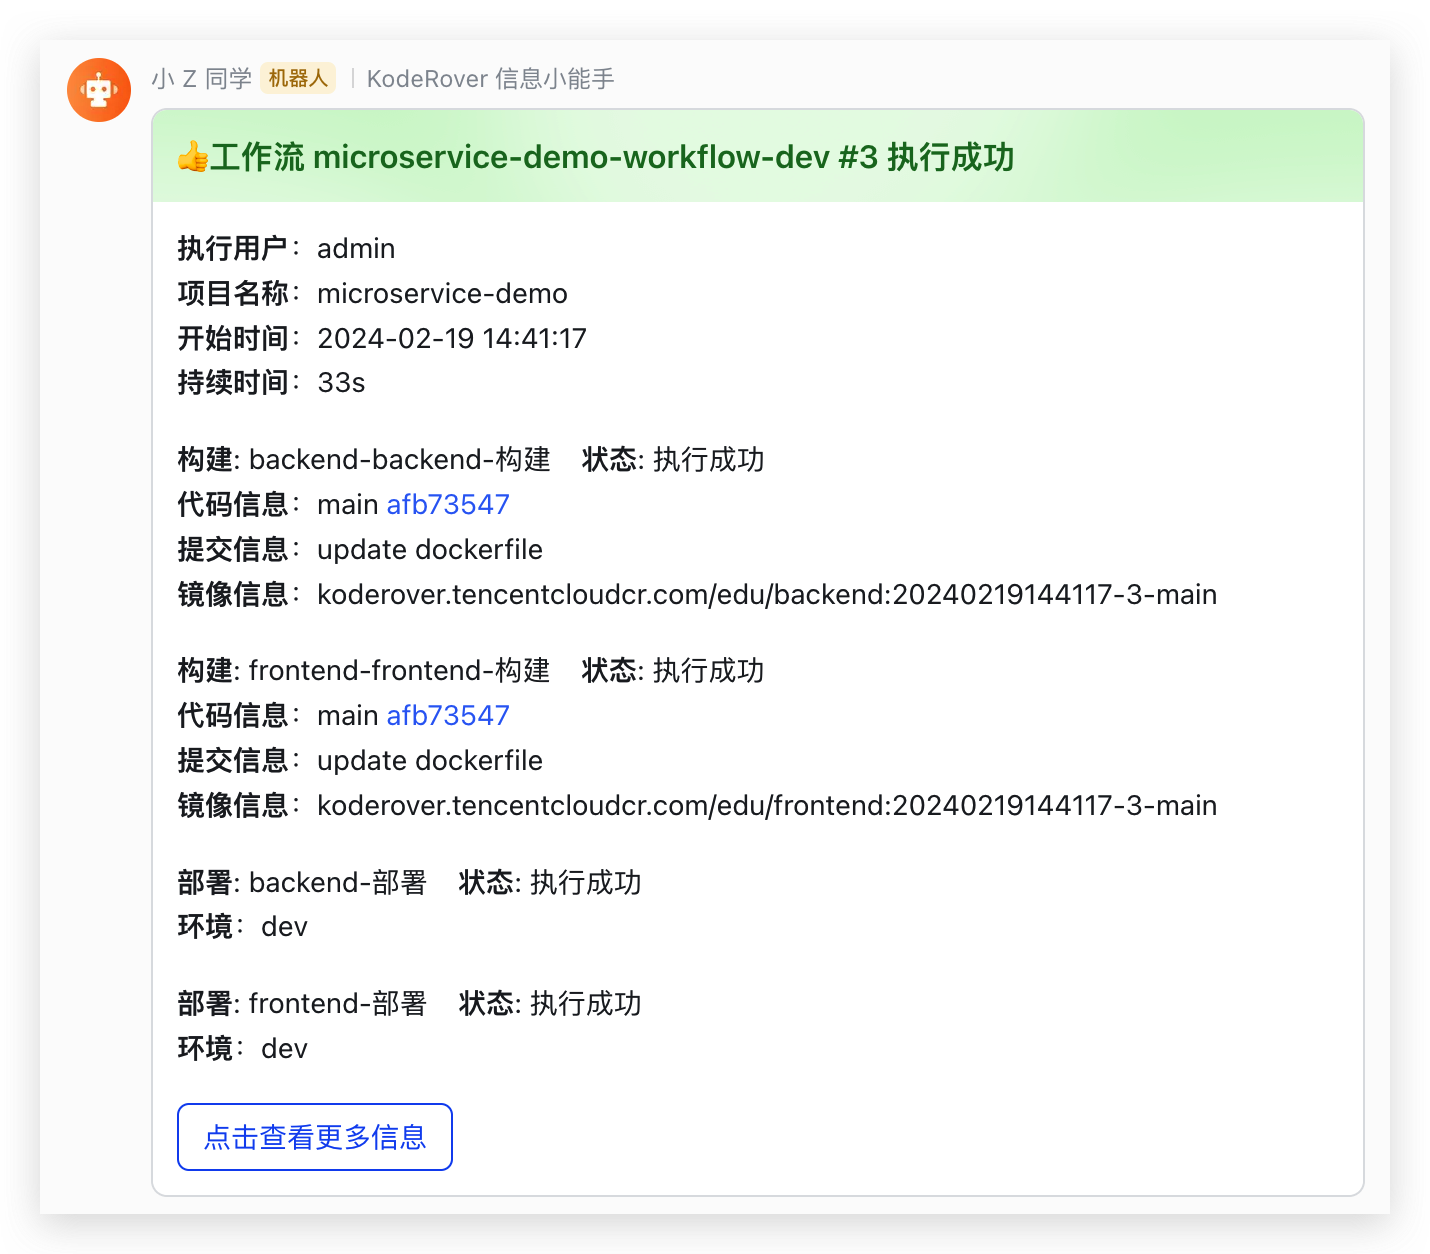 小 Z 同学 机器人 | KodeRover 信息小能手
👍工作流 microservice-demo-workflow-dev #3 执行成功
执行用户：admin
项目名称：microservice-demo
开始时间：2024-02-19 14:41:17
持续时间：33s
构建: backend-backend-构建 状态: 执行成功
代码信息：main afb73547
提交信息：update dockerfile
镜像信息：koderover.tencentcloudcr.com/edu/backend:20240219144117-3-main
构建: frontend-frontend-构建 状态: 执行成功
代码信息：main afb73547
提交信息：update dockerfile
镜像信息：koderover.tencentcloudcr.com/edu/frontend:20240219144117-3-main
部署: backend-部署 状态: 执行成功
环境：dev
部署: frontend-部署 状态: 执行成功
环境：dev
点击查看更多信息